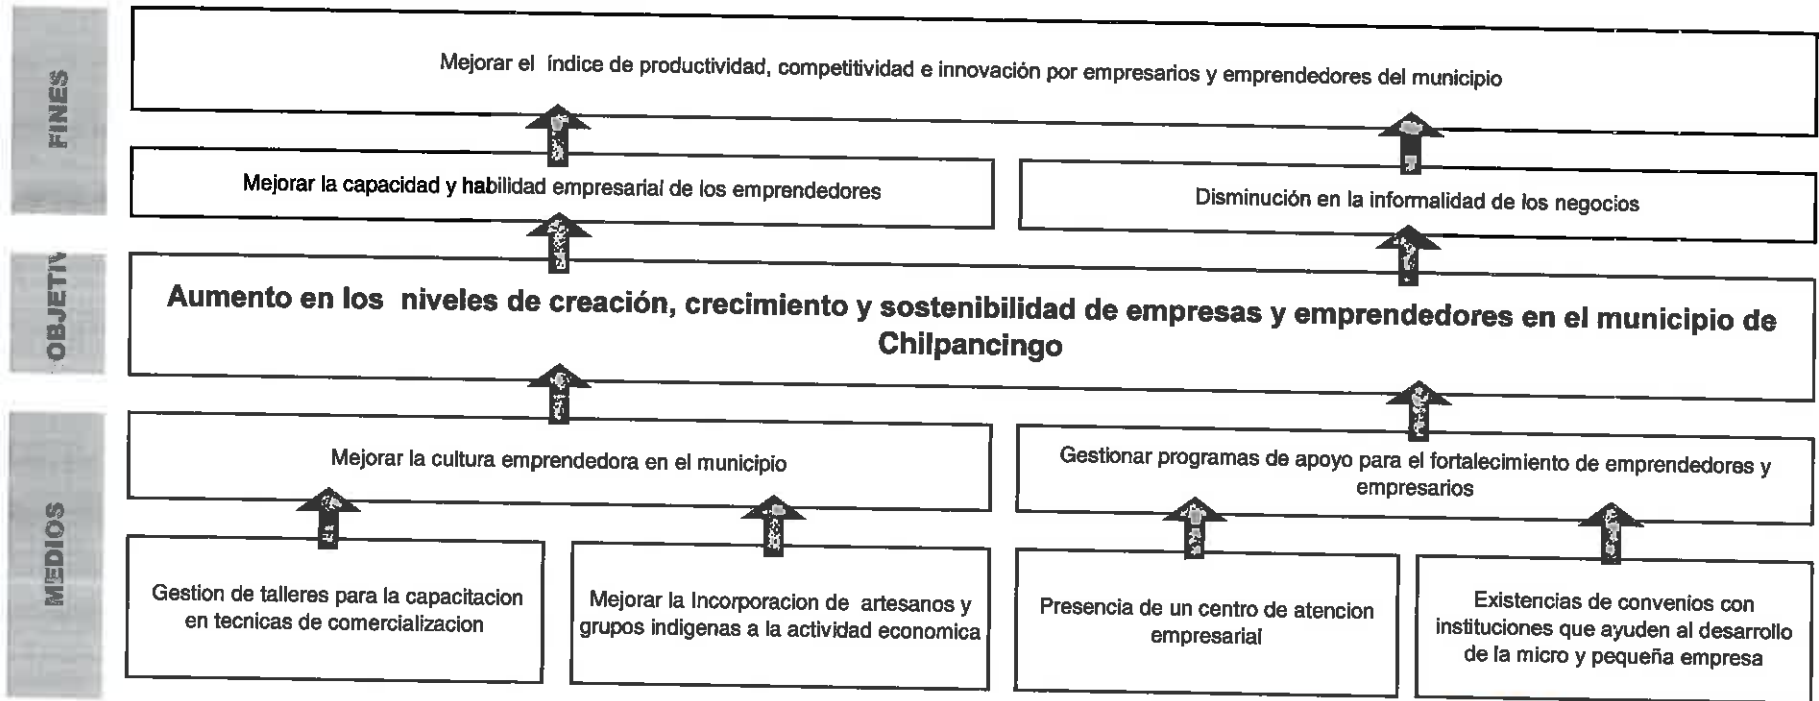 FINES
Mejorar el índice de productividad, competitividad e innovación por empresarios y emprendedores del municipio
Mejorar la capacidad y habilidad empresarial de los emprendedores
Disminución en la informalidad de los negocios
OBJETIV
Aumento en los niveles de creación, crecimiento y sostenibilidad de empresas y emprendedores en el municipio de
Chilpancingo
MEDIOS
Mejorar la cultura emprendedora en el municipio
Gestionar programas de apoyo para el fortalecimiento de emprendedores y
empresarios
Gestion de talleres para la capacitacion
en tecnicas de comercializacion
Mejorar la Incorporacion de artesanos y
grupos indigenas a la actividad economica
Presencia de un centro de atencion
empresarial
Existencias de convenios con
instituciones que ayuden al desarrollo
de la micro y pequeña empresa